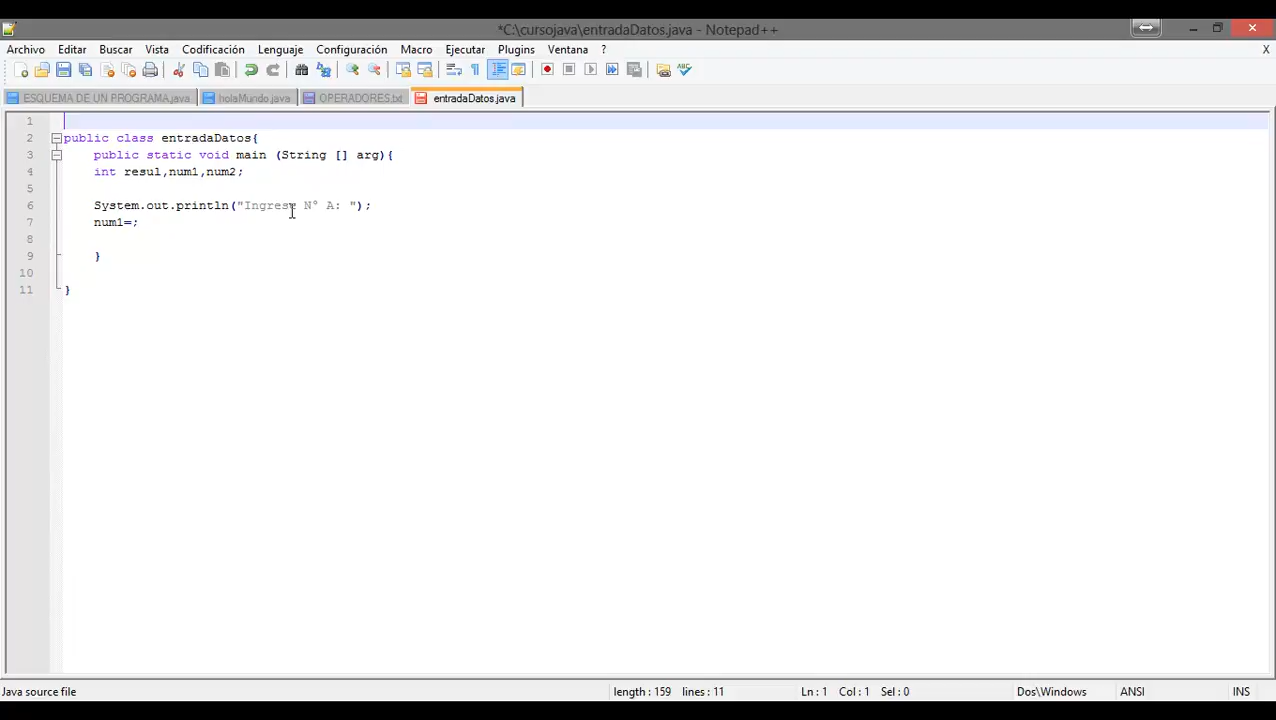 *C:\cursojava\entradaDatos.java - Notepad++
Archivo Editar Buscar Vista Codificación Lenguaje Configuración Macro Ejecutar Plugins Ventana ? X
ESQUEMA DE UN PROGRAMA.java holaMundo.java OPERADORES.txt entradaDatos.java
1
2 public class entradaDatos{
3 public static void main (String [] arg){
4 int resul,num1,num2;
5
6 System.out.println("Ingrese N° A: ");
7 num1=;
8
9 }
10
11 }
Java source file length : 159 lines : 11 Ln : 1 Col : 1 Sel : 0 Dos\Windows ANSI INS